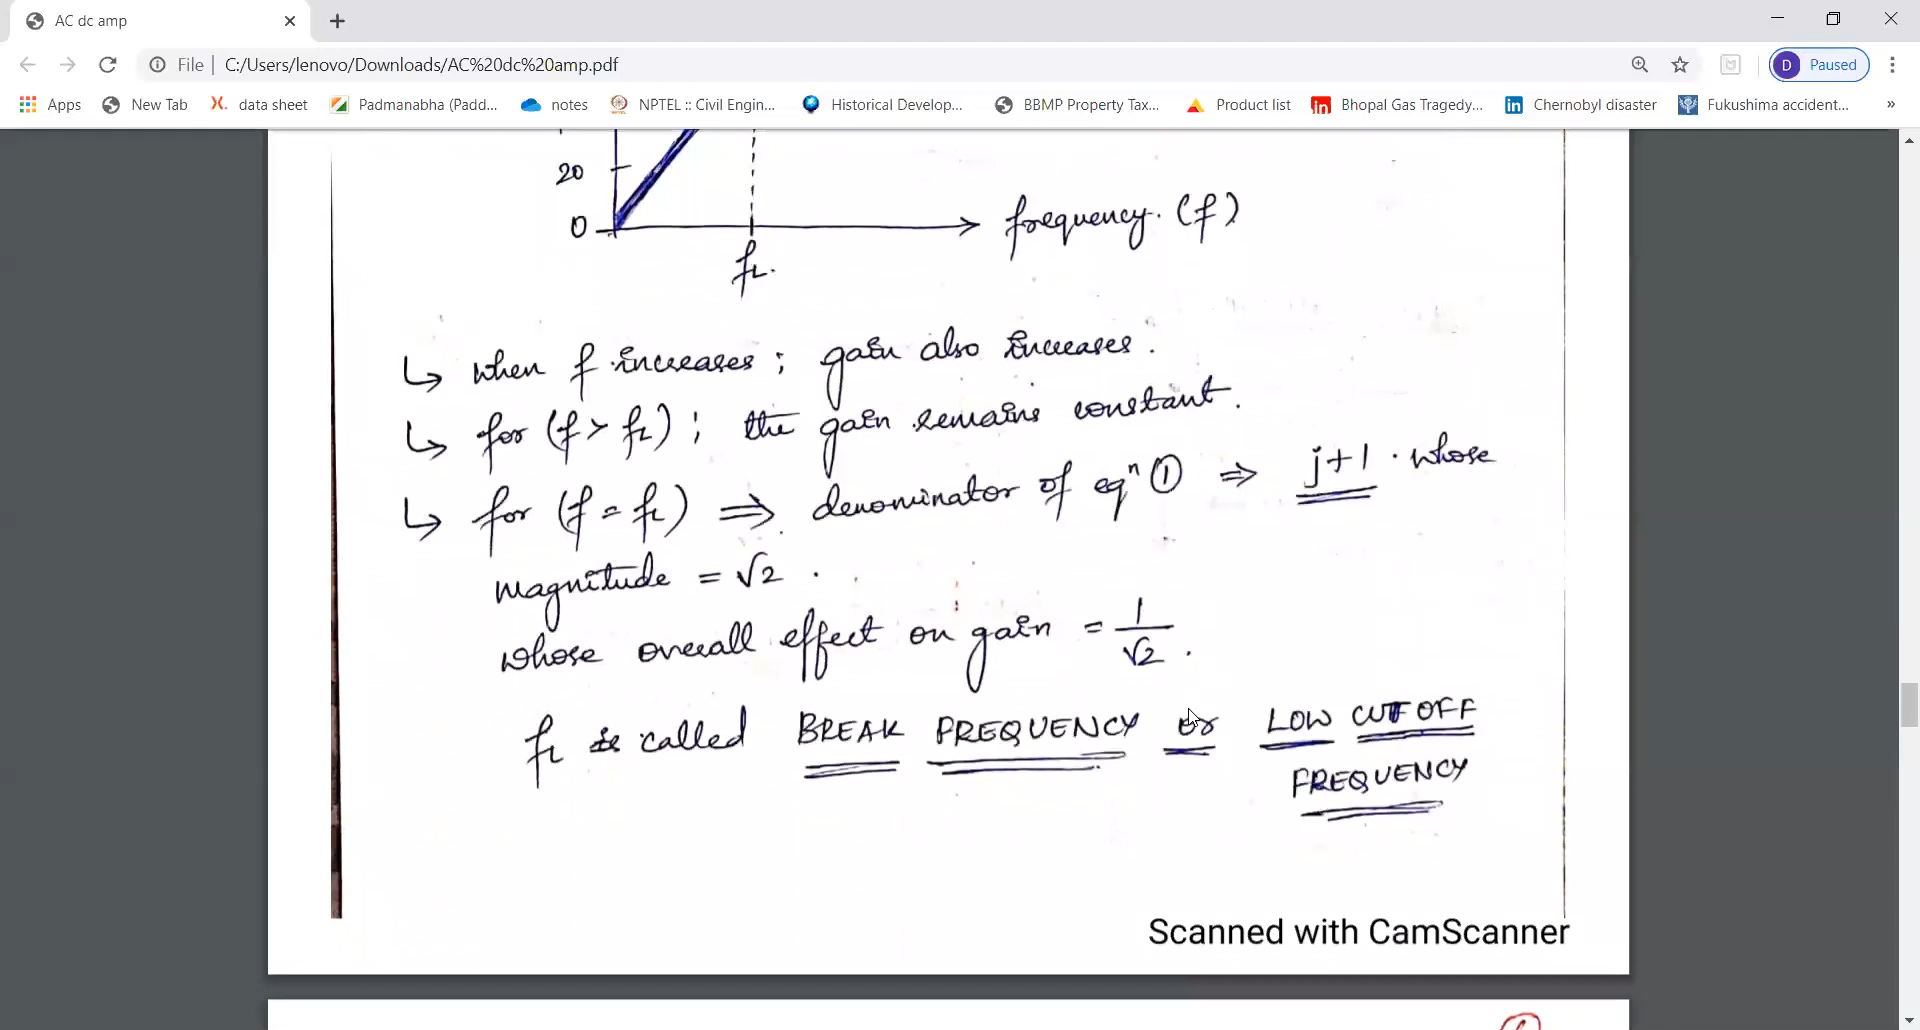 AC dc amp
File C:/Users/lenovo/Downloads/AC%20dc%20amp.pdf
D Paused
Apps New Tab data sheet Padmanabha (Padd... notes NPTEL :: Civil Engin... Historical Develop... BBMP Property Tax... Product list Bhopal Gas Tragedy... Chernobyl disaster Fukushima accident... »
20
0 frequency. (f)
fL.
↳ when f increases ; gain also increases.
↳ for (f > fL) ; the gain remains constant.
↳ for (f = fL) ⇒ denominator of eqⁿ ① ⇒ j+1 . whose
magnitude = √2 .
whose overall effect on gain = 1/√2 .
fL is called BREAK FREQUENCY or LOW CUT OFF
FREQUENCY
Scanned with CamScanner